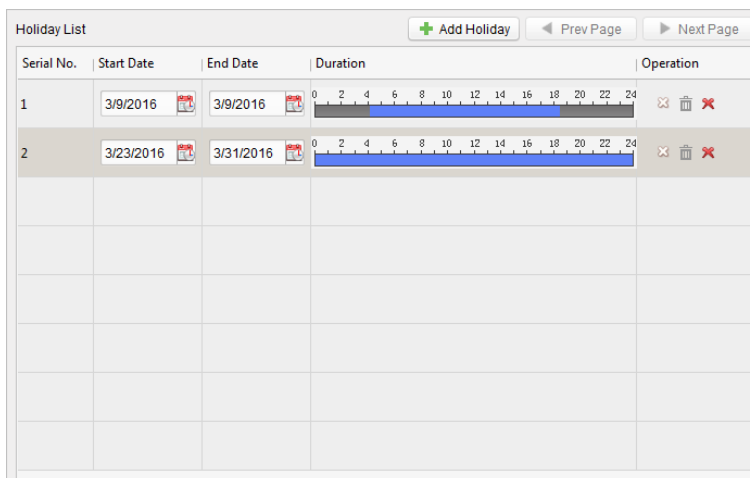 Holiday List Add Holiday Prev Page Next Page
Serial No. Start Date End Date Duration Operation
0 2 4 6 8 10 12 14 16 18 20 22 24
1 3/9/2016 3/9/2016
0 2 4 6 8 10 12 14 16 18 20 22 24
2 3/23/2016 3/31/2016